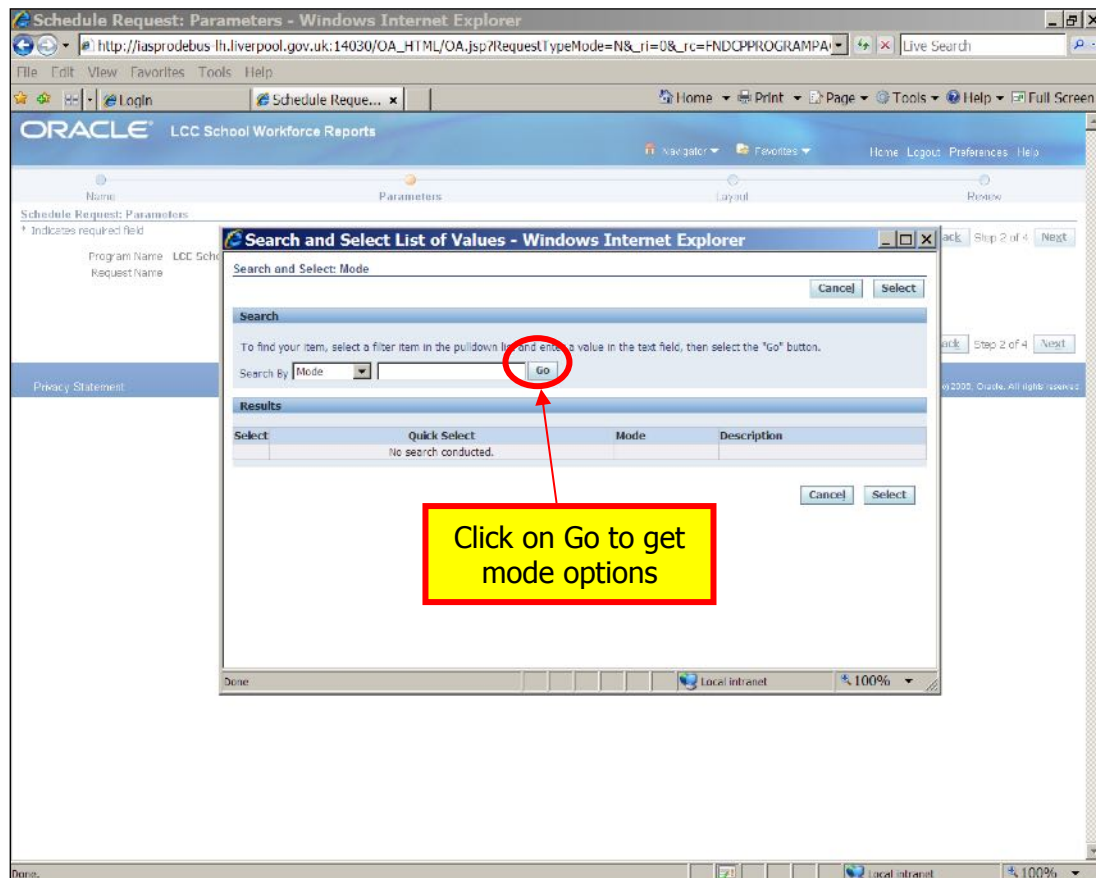 Schedule Request: Parameters - Windows Internet Explorer
http://iasprodebus-lh.liverpool.gov.uk:14030/OA_HTML/OA.jsp?RequestTypeMode=N&_ri=0&_rc=FNDCPPROGRAMPA
Live Search
File Edit View Favorites Tools Help
Login
Schedule Reque... x
Home Print Page Tools Help Full Screen
ORACLE® LCC School Workforce Reports
Navigator Favorites
Home Logout Preferences Help
Name Parameters Layout Review
Schedule Request: Parameters
* Indicates required field
ack Step 2 of 4 Next
Program Name LCC Scho
Request Name
Search and Select List of Values - Windows Internet Explorer
Search and Select: Mode
Cancel Select
Search
To find your item, select a filter item in the pulldown list and enter a value in the text field, then select the "Go" button.
Search By Mode Go
ack Step 2 of 4 Next
Privacy Statement
2006, Oracle. All rights reserved.
Results
Select Quick Select Mode Description
No search conducted.
Cancel Select
Click on Go to get
mode options
Done
Local intranet
100%
Done.
Local intranet
100%